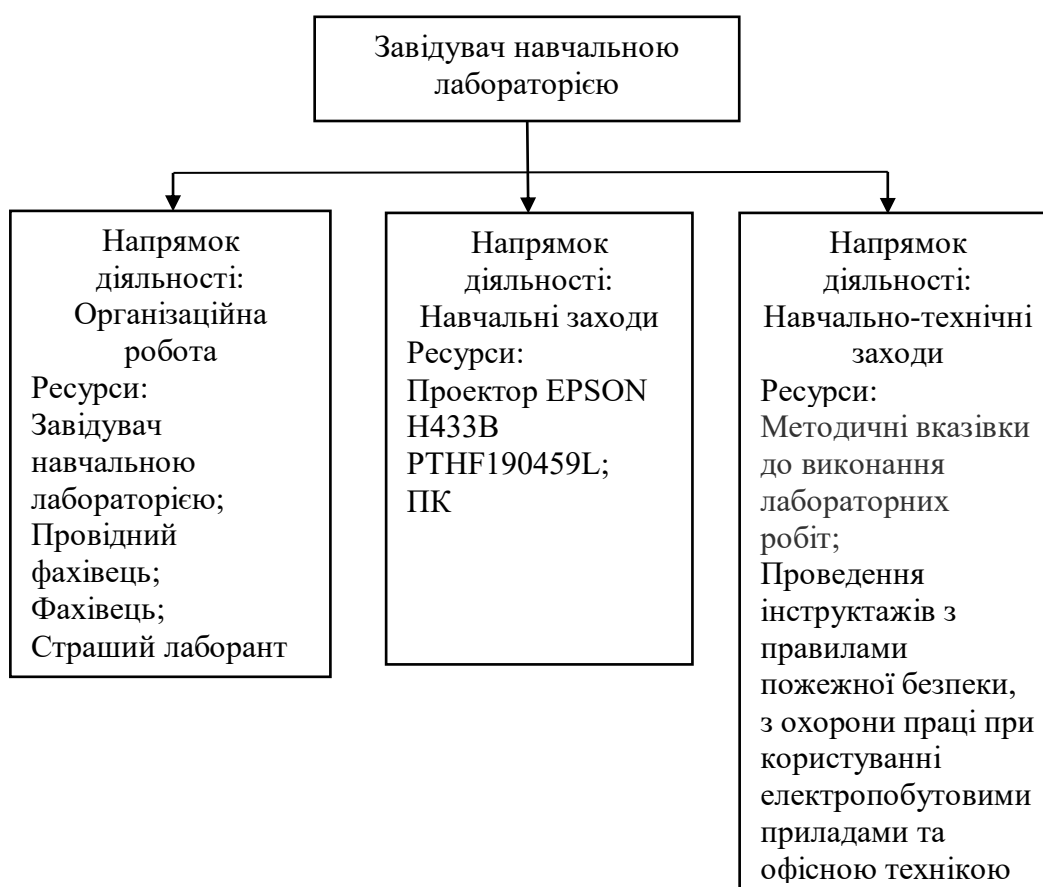 Завідувач навчальною
лабораторією
Напрямок
діяльності:
Організаційна
робота
Ресурси:
Завідувач
навчальною
лабораторією;
Провідний
фахівець;
Фахівець;
Страший лаборант
Напрямок
діяльності:
Навчальні заходи
Ресурси:
Проектор EPSON
H433B
PTHF190459L;
ПК
Напрямок
діяльності:
Навчально-технічні
заходи
Ресурси:
Методичні вказівки
до виконання
лабораторних
робіт;
Проведення
інструктажів з
правилами
пожежної безпеки,
з охорони праці при
користуванні
електропобутовими
приладами та
офісною технікою